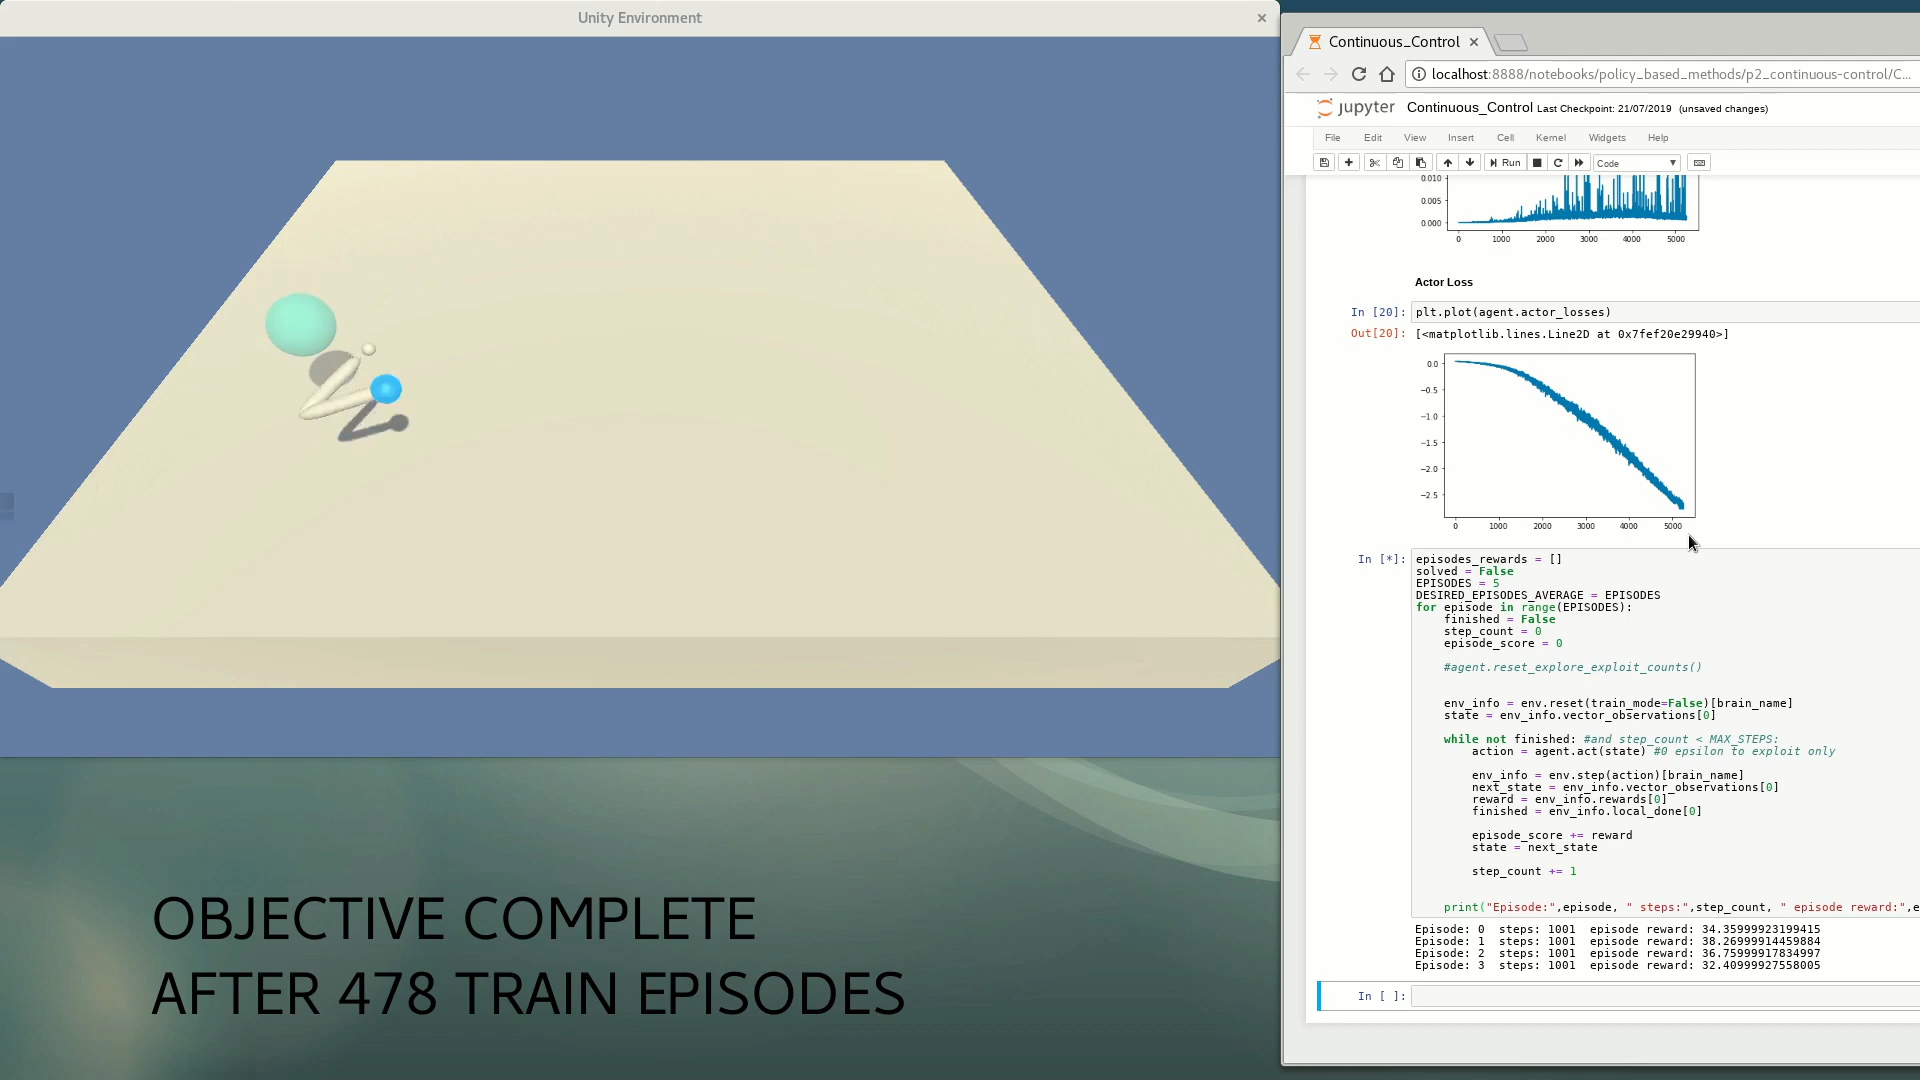 Unity Environment
Continuous_Control
localhost:8888/notebooks/policy_based_methods/p2_continuous-control/C...
jupyter Continuous_Control Last Checkpoint: 21/07/2019 (unsaved changes)
File Edit View Insert Cell Kernel Widgets Help
Run Code
0.010
0.005
0.000
0 1000 2000 3000 4000 5000
Actor Loss
In [20]: plt.plot(agent.actor_losses)
Out[20]: [<matplotlib.lines.Line2D at 0x7fef20e29940>]
0.0
−0.5
−1.0
−1.5
−2.0
−2.5
0 1000 2000 3000 4000 5000
In [*]: episodes_rewards = []
solved = False
EPISODES = 5
DESIRED_EPISODES_AVERAGE = EPISODES
for episode in range(EPISODES):
    finished = False
    step_count = 0
    episode_score = 0
    #agent.reset_explore_exploit_counts()
    env_info = env.reset(train_mode=False)[brain_name]
    state = env_info.vector_observations[0]
    while not finished: #and step_count < MAX_STEPS:
        action = agent.act(state) #0 epsilon to exploit only
        env_info = env.step(action)[brain_name]
        next_state = env_info.vector_observations[0]
        reward = env_info.rewards[0]
        finished = env_info.local_done[0]
        episode_score += reward
        state = next_state
        step_count += 1
    print("Episode:",episode, " steps:",step_count, " episode reward:",e
Episode: 0  steps: 1001  episode reward: 34.35999923199415
Episode: 1  steps: 1001  episode reward: 38.26999914459884
Episode: 2  steps: 1001  episode reward: 36.75999917834997
Episode: 3  steps: 1001  episode reward: 32.40999927558005
In [ ]:
OBJECTIVE COMPLETE
AFTER 478 TRAIN EPISODES